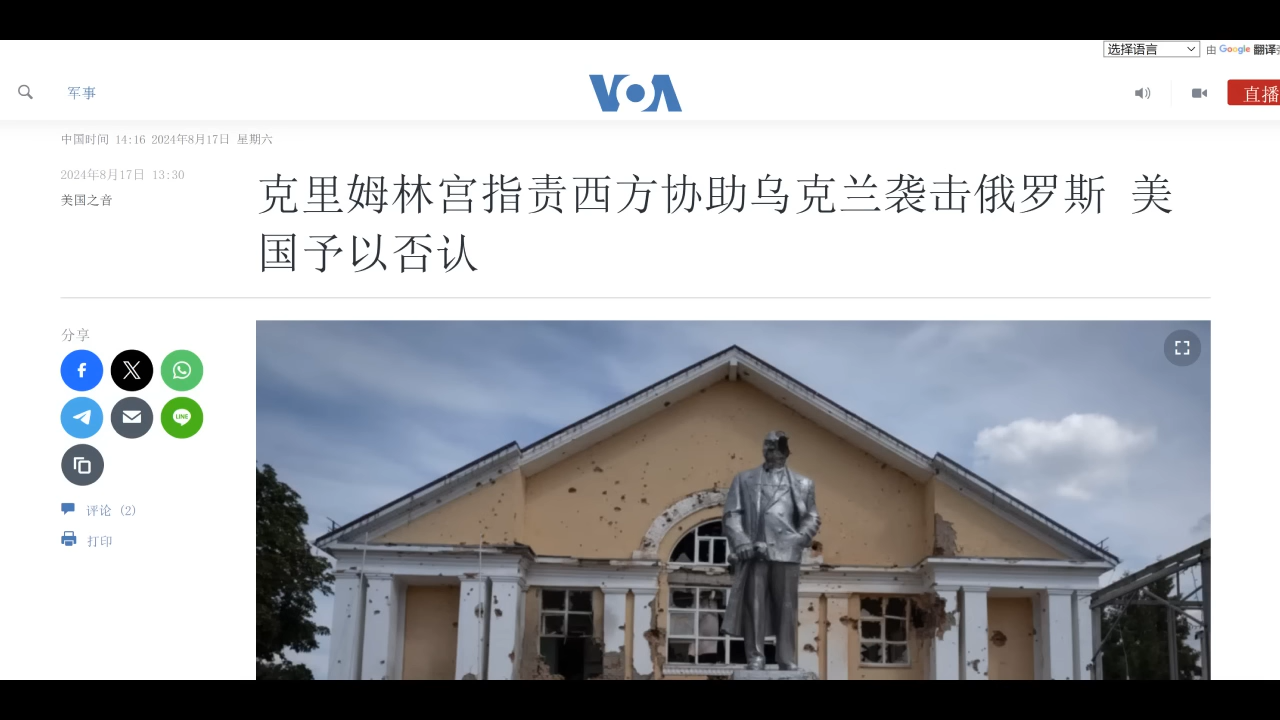 选择语言
由 Google 翻译
军事
VOA
直播
中国时间 14:16 2024年8月17日 星期六
2024年8月17日 13:30
美国之音
克里姆林宫指责西方协助乌克兰袭击俄罗斯 美
国予以否认
分享
LINE
评论 (2)
打印